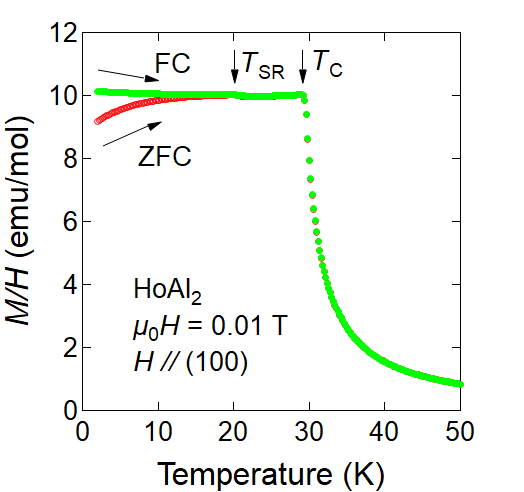 12
10
8
6
4
2
0
M/H (emu/mol)
FC
T_SR
T_C
ZFC
HoAl₂
μ₀H = 0.01 T
H // (100)
0 10 20 30 40 50
Temperature (K)